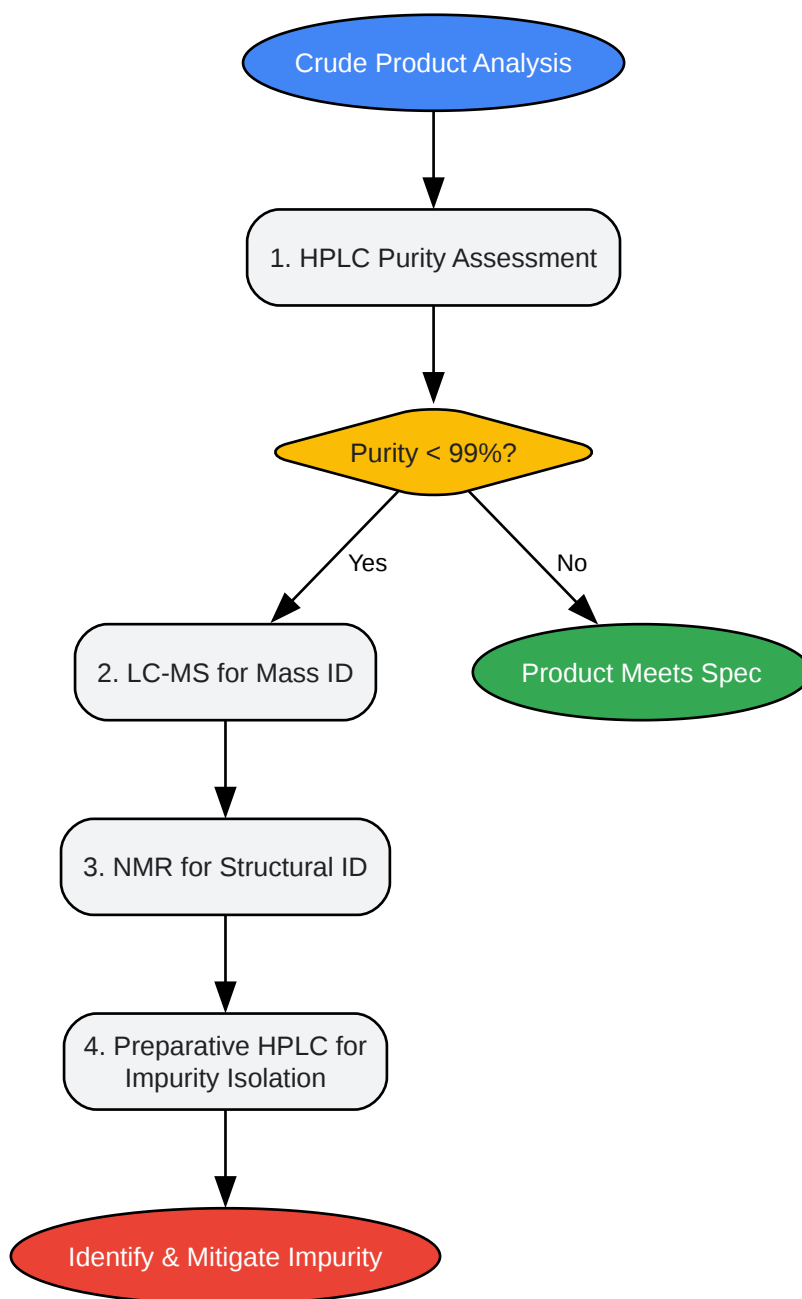 Crude Product Analysis
1. HPLC Purity Assessment
Purity < 99%?
Yes
No
2. LC-MS for Mass ID
Product Meets Spec
3. NMR for Structural ID
4. Preparative HPLC for
Impurity Isolation
Identify & Mitigate Impurity